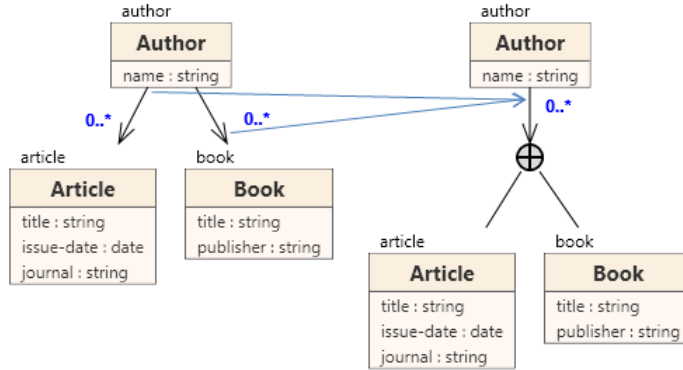 author
Author
name : string
0..*
0..*
article
Article
title : string
issue-date : date
journal : string
book
Book
title : string
publisher : string
author
Author
name : string
0..*
article
Article
title : string
issue-date : date
journal : string
book
Book
title : string
publisher : string